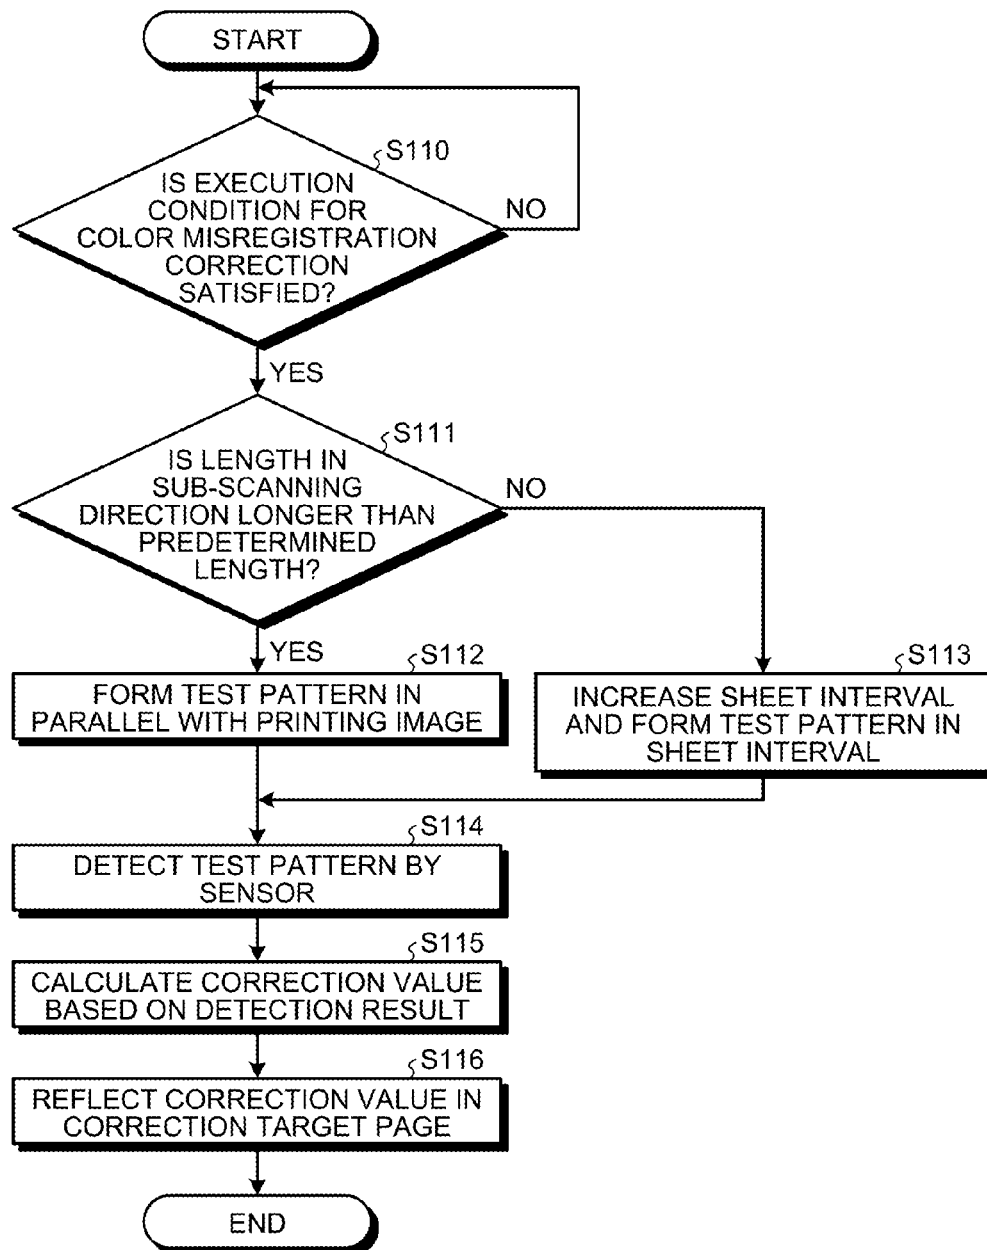 START
S110
IS EXECUTION
CONDITION FOR
COLOR MISREGISTRATION
CORRECTION
SATISFIED?
NO
YES
S111
IS LENGTH IN
SUB-SCANNING
DIRECTION LONGER THAN
PREDETERMINED
LENGTH?
NO
YES
S112
FORM TEST PATTERN IN
PARALLEL WITH PRINTING IMAGE
S113
INCREASE SHEET INTERVAL
AND FORM TEST PATTERN IN
SHEET INTERVAL
S114
DETECT TEST PATTERN BY
SENSOR
S115
CALCULATE CORRECTION VALUE
BASED ON DETECTION RESULT
S116
REFLECT CORRECTION VALUE IN
CORRECTION TARGET PAGE
END